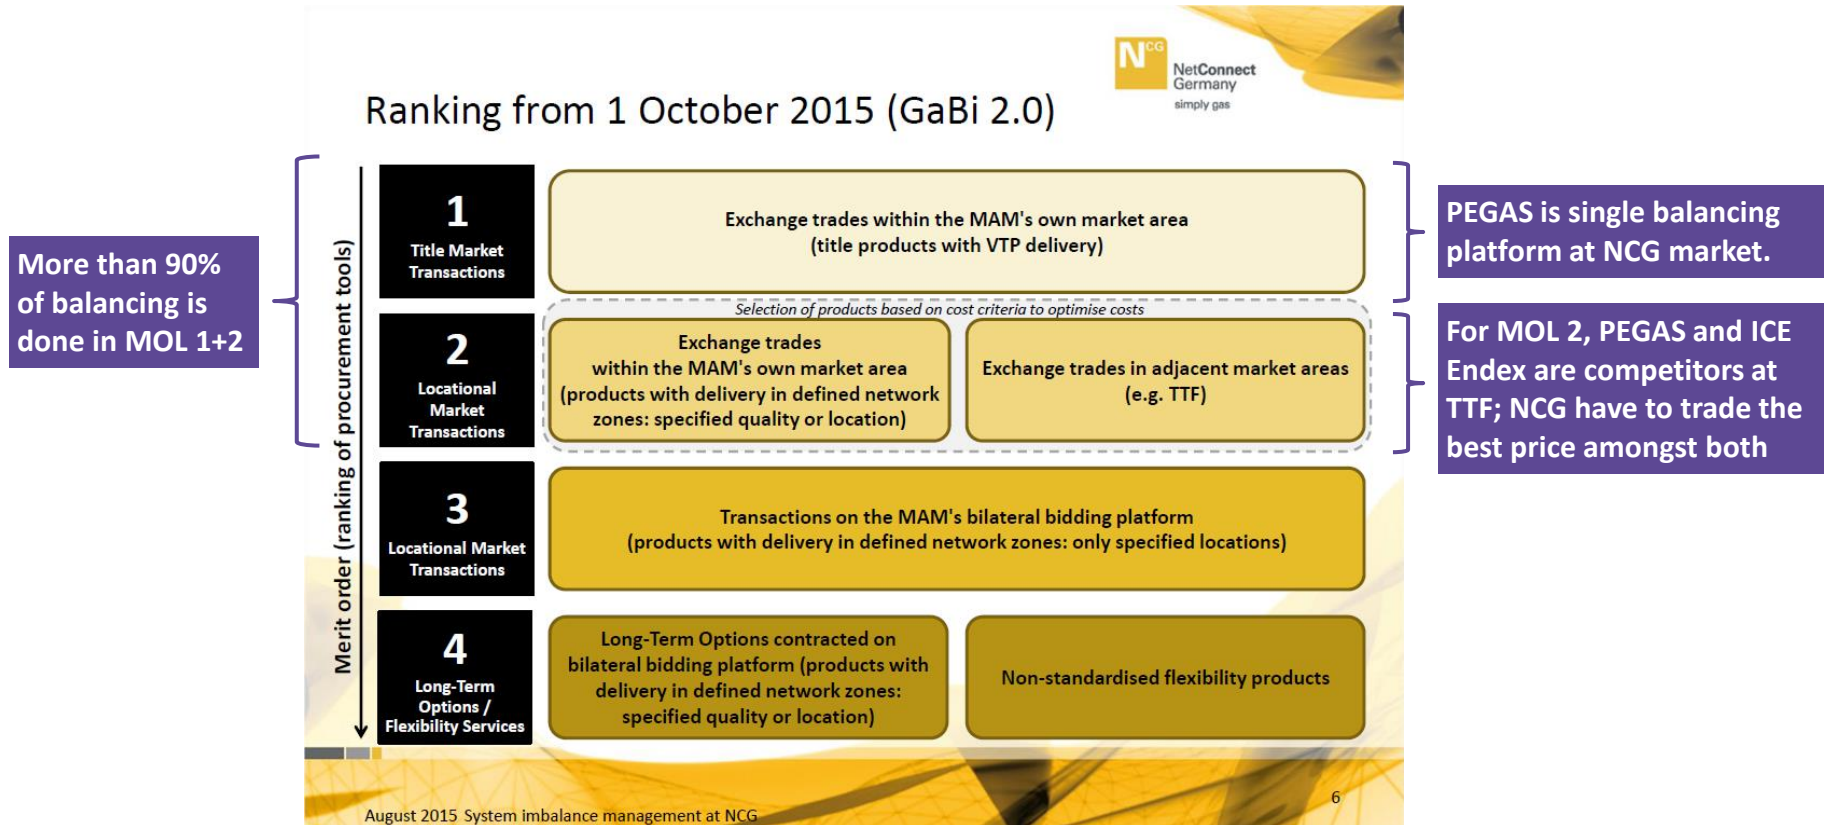 N CG
NetConnect
Germany
simply gas
Ranking from 1 October 2015 (GaBi 2.0)
More than 90%
of balancing is
done in MOL 1+2
Merit order (ranking of procurement tools)
1
Title Market
Transactions
Exchange trades within the MAM's own market area
(title products with VTP delivery)
PEGAS is single balancing
platform at NCG market.
Selection of products based on cost criteria to optimise costs
2
Locational
Market
Transactions
Exchange trades
within the MAM's own market area
(products with delivery in defined network
zones: specified quality or location)
Exchange trades in adjacent market areas
(e.g. TTF)
For MOL 2, PEGAS and ICE
Endex are competitors at
TTF; NCG have to trade the
best price amongst both
3
Locational Market
Transactions
Transactions on the MAM's bilateral bidding platform
(products with delivery in defined network zones: only specified locations)
4
Long-Term
Options /
Flexibility Services
Long-Term Options contracted on
bilateral bidding platform (products with
delivery in defined network zones:
specified quality or location)
Non-standardised flexibility products
August 2015 System imbalance management at NCG
6